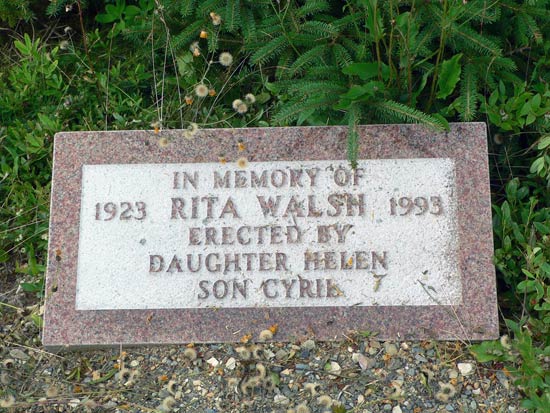 IN MEMORY OF
1923 RITA WALSH 1993
ERECTED BY
DAUGHTER HELEN
SON CYRIL